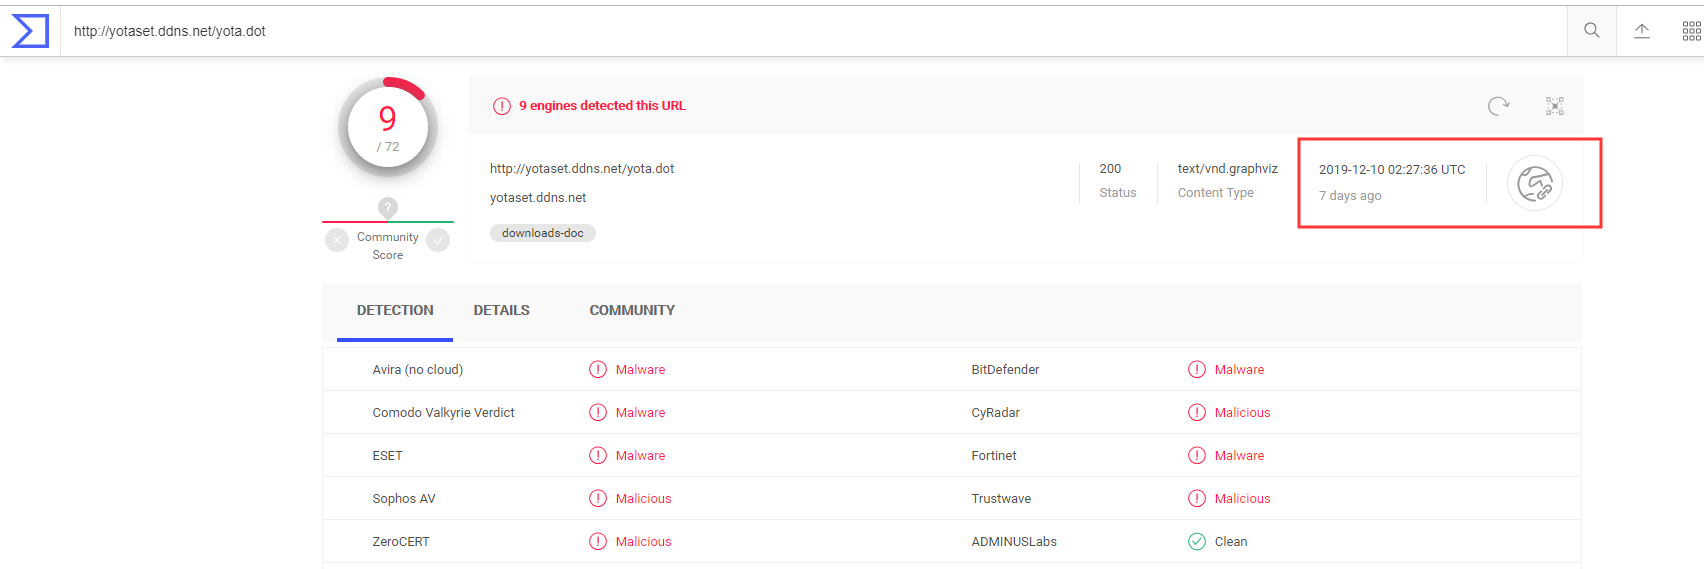 http://yotaset.ddns.net/yota.dot
9
/ 72
?
Community
Score
9 engines detected this URL
http://yotaset.ddns.net/yota.dot
yotaset.ddns.net
downloads-doc
200
Status
text/vnd.graphviz
Content Type
2019-12-10 02:27:36 UTC
7 days ago
DETECTION DETAILS COMMUNITY
Avira (no cloud) Malware BitDefender Malware
Comodo Valkyrie Verdict Malware CyRadar Malicious
ESET Malware Fortinet Malware
Sophos AV Malicious Trustwave Malicious
ZeroCERT Malicious ADMINUSLabs Clean